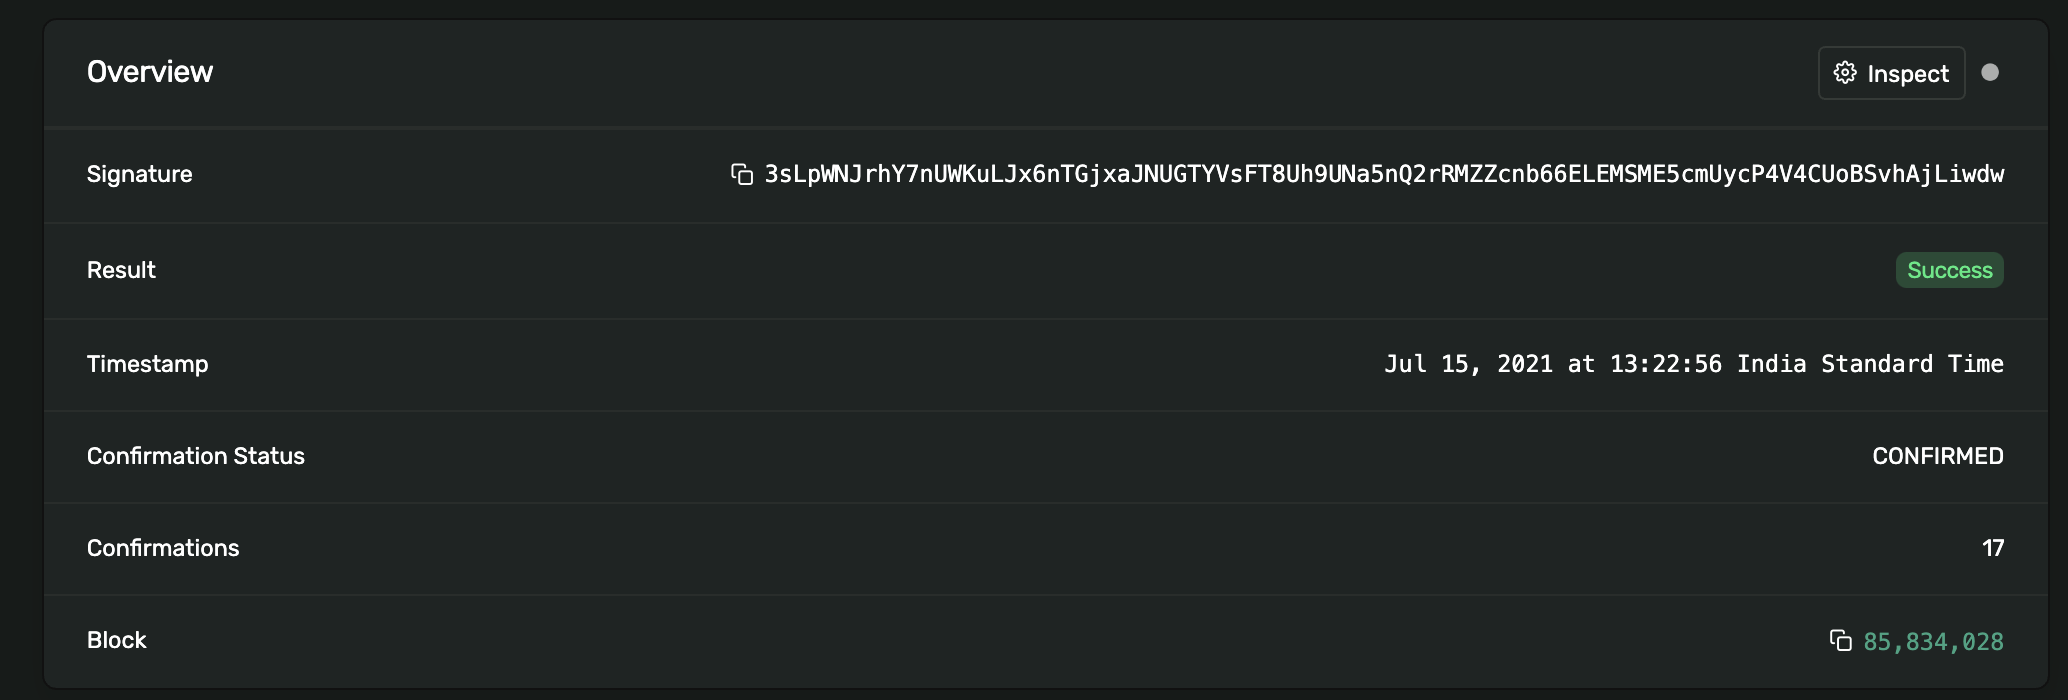 Overview
Inspect
Signature
3sLpWNJrhY7nUWKuLJx6nTGjxaJNUGTYVsFT8Uh9UNa5nQ2rRMZZcnb66ELEMSME5cmUycP4V4CUoBSvhAjLiwdw
Result
Success
Timestamp
Jul 15, 2021 at 13:22:56 India Standard Time
Confirmation Status
CONFIRMED
Confirmations
17
Block
85,834,028